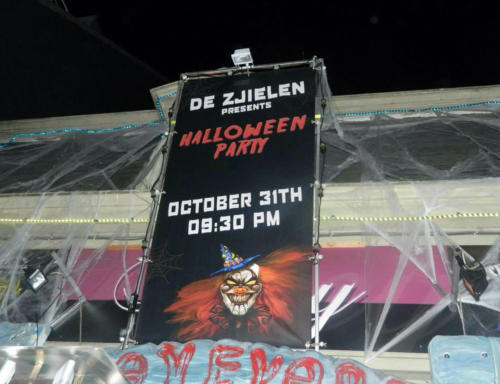 DE ZJIELEN
PRESENTS
HALLOWEEN
PARTY
OCTOBER 31TH
09:30 PM